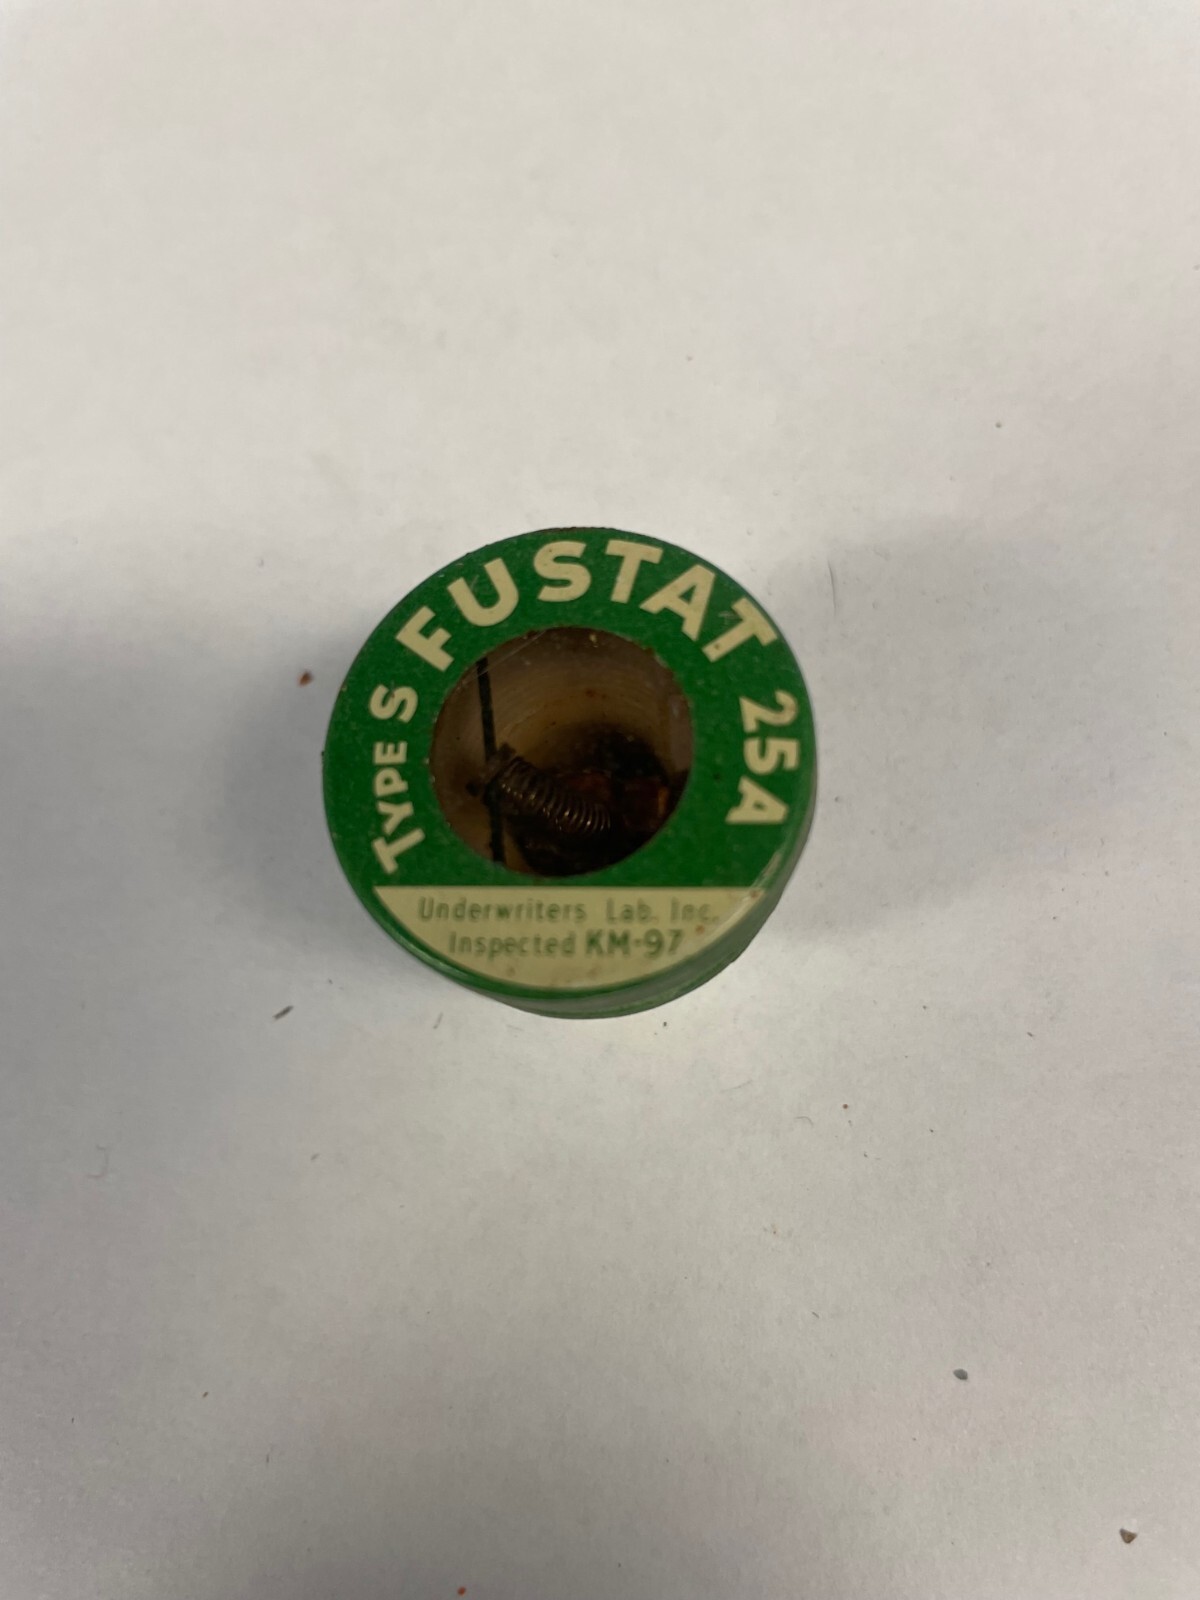 TYPE S FUSTAT 25A
Underwriters Lab. Inc.
Inspected KM-97